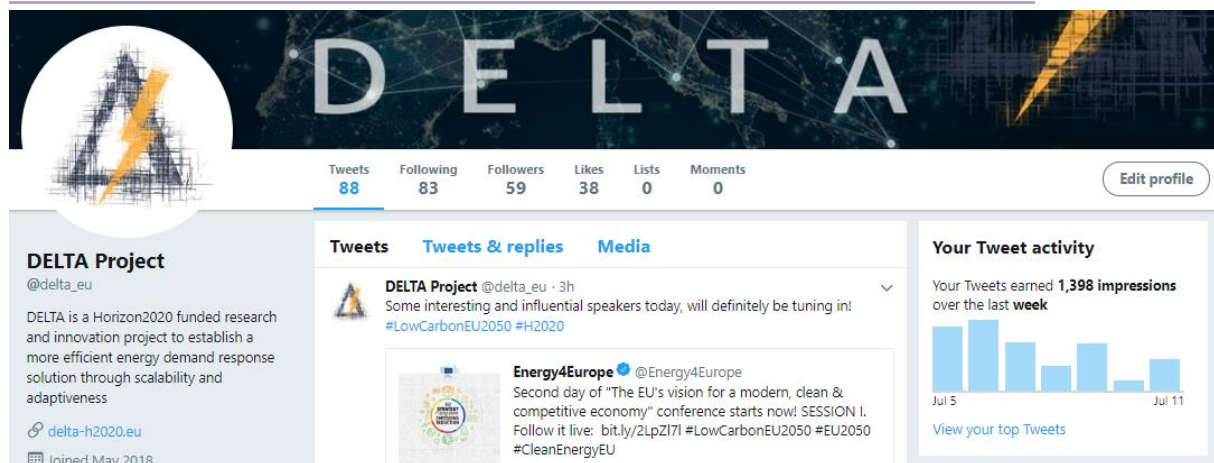 DELTA
Tweets Following Followers Likes Lists Moments
88 83 59 38 0 0
Edit profile
DELTA Project
@delta_eu
DELTA is a Horizon2020 funded research
and innovation project to establish a
more efficient energy demand response
solution through scalability and
adaptiveness
delta-h2020.eu
Joined May 2018
Tweets Tweets & replies Media
DELTA Project @delta_eu · 3h
Some interesting and influential speakers today, will definitely be tuning in!
#LowCarbonEU2050 #H2020
Energy4Europe @Energy4Europe
Second day of "The EU's vision for a modern, clean &
competitive economy" conference starts now! SESSION I.
Follow it live: bit.ly/2LpZl7l #LowCarbonEU2050 #EU2050
#CleanEnergyEU
Your Tweet activity
Your Tweets earned 1,398 impressions
over the last week
Jul 5 Jul 11
View your top Tweets